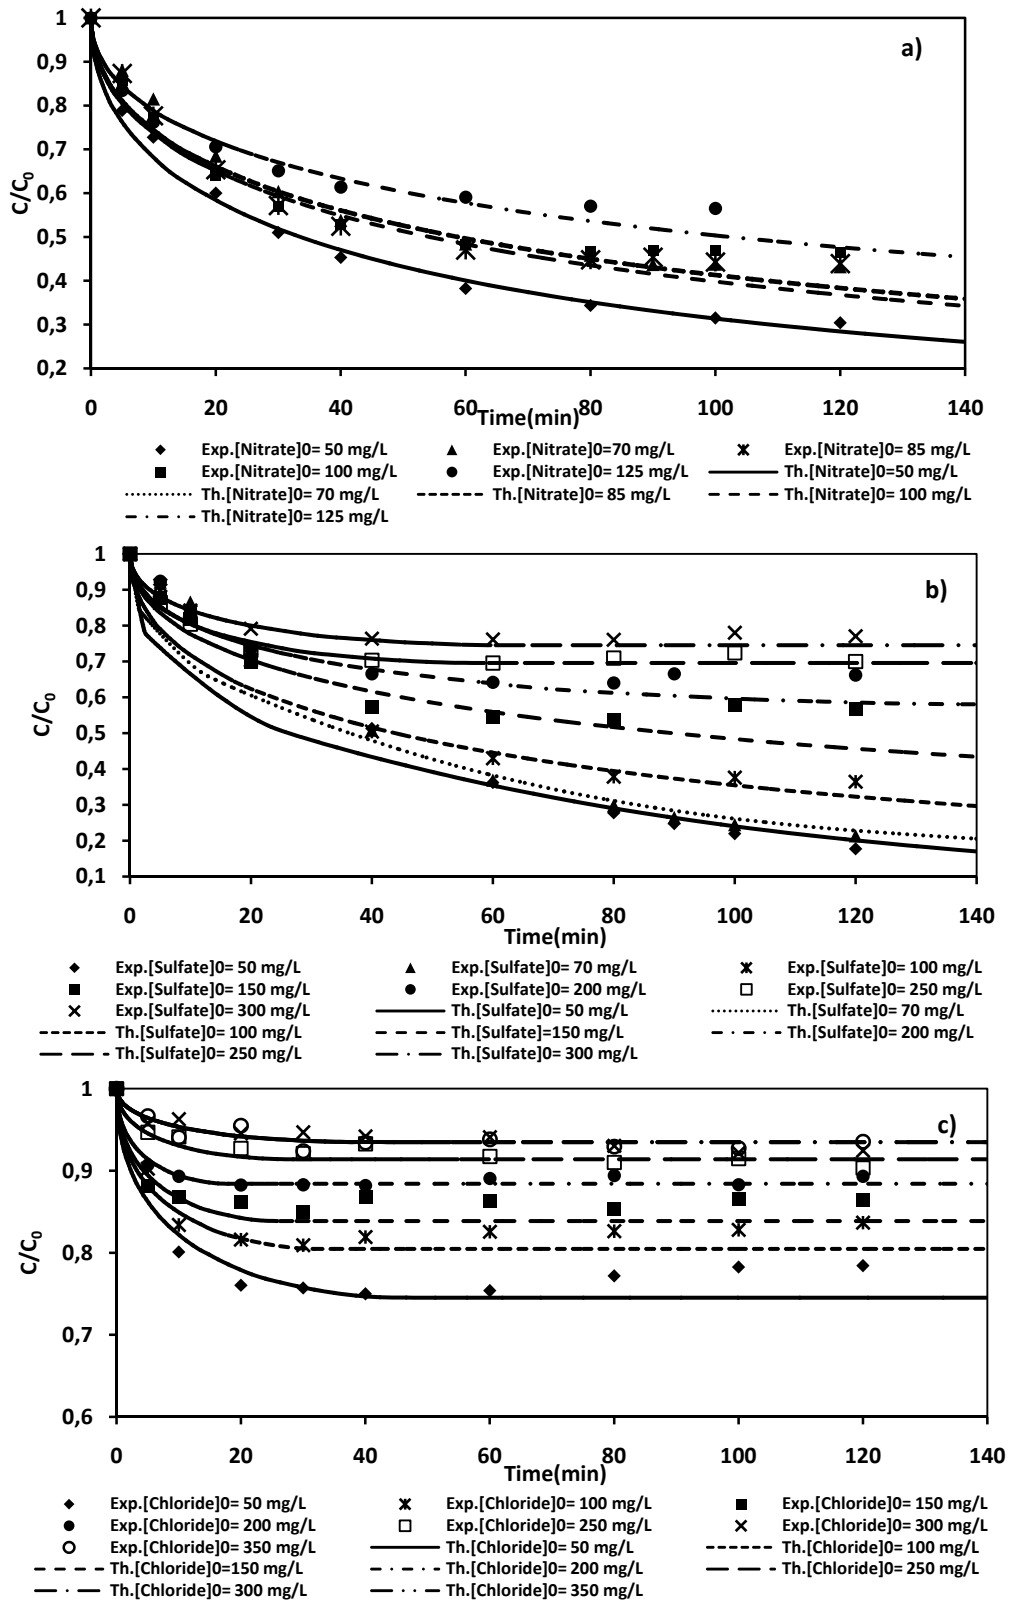 a)
1
0,9
0,8
0,7
0,6
0,5
0,4
0,3
0,2
C/C0
0 20 40 60 80 100 120 140
Time(min)
Exp.[Nitrate]0= 50 mg/L Exp.[Nitrate]0=70 mg/L Exp.[Nitrate]0= 85 mg/L
Exp.[Nitrate]0= 100 mg/L Exp.[Nitrate]0= 125 mg/L Th.[Nitrate]0=50 mg/L
Th.[Nitrate]0= 70 mg/L Th.[Nitrate]0= 85 mg/L Th.[Nitrate]0= 100 mg/L
Th.[Nitrate]0= 125 mg/L
b)
1
0,9
0,8
0,7
0,6
0,5
0,4
0,3
0,2
0,1
C/C0
0 20 40 60 80 100 120 140
Time(min)
Exp.[Sulfate]0= 50 mg/L Exp.[Sulfate]0= 70 mg/L Exp.[Sulfate]0= 100 mg/L
Exp.[Sulfate]0= 150 mg/L Exp.[Sulfate]0= 200 mg/L Exp.[Sulfate]0= 250 mg/L
Exp.[Sulfate]0= 300 mg/L Th.[Sulfate]0= 50 mg/L Th.[Sulfate]0= 70 mg/L
Th.[Sulfate]0= 100 mg/L Th.[Sulfate]=150 mg/L Th.[Sulfate]0= 200 mg/L
Th.[Sulfate]0= 250 mg/L Th.[Sulfate]0= 300 mg/L
c)
1
0,9
0,8
0,7
0,6
C/C0
0 20 40 60 80 100 120 140
Time(min)
Exp.[Chloride]0= 50 mg/L Exp.[Chloride]0= 100 mg/L Exp.[Chloride]0= 150 mg/L
Exp.[Chloride]0= 200 mg/L Exp.[Chloride]0= 250 mg/L Exp.[Chloride]0= 300 mg/L
Exp.[Chloride]0= 350 mg/L Th.[Chloride]0= 50 mg/L Th.[Chloride]0= 100 mg/L
Th.[Chloride]0=150 mg/L Th.[Chloride]0= 200 mg/L Th.[Chloride]0= 250 mg/L
Th.[Chloride]0= 300 mg/L Th.[Chloride]0= 350 mg/L